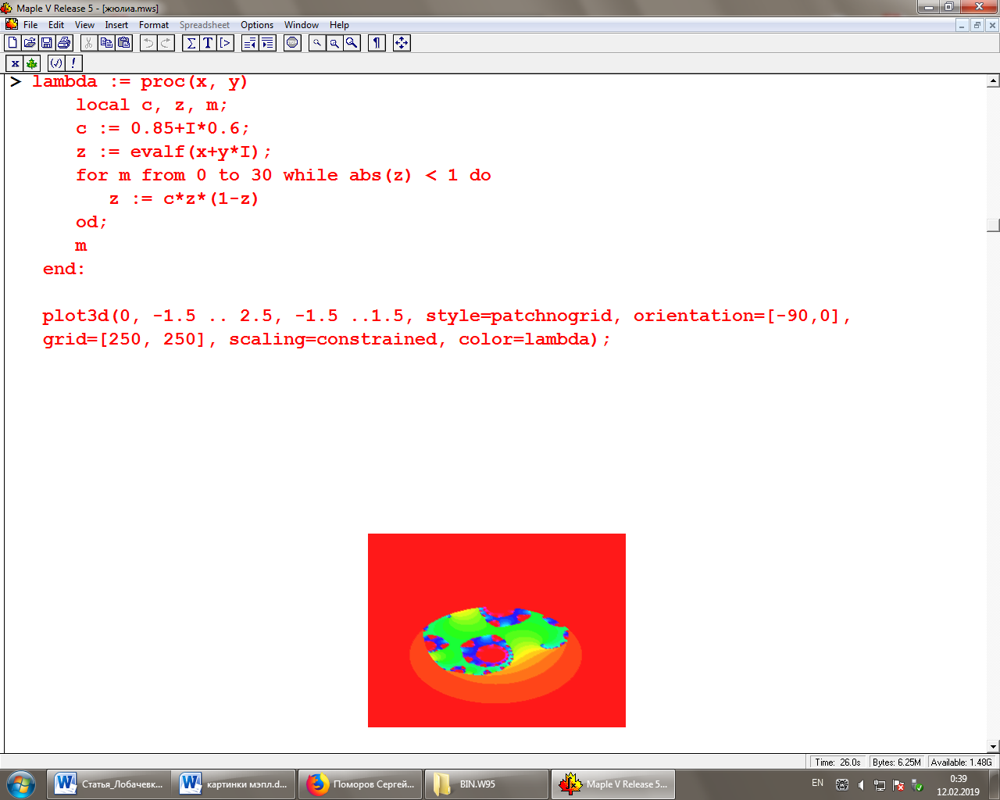 Maple V Release 5 - [жюлиа.mws]
File Edit View Insert Format Spreadsheet Options Window Help
Σ T [>
x (√) !
> lambda := proc(x, y)
local c, z, m;
c := 0.85+I*0.6;
z := evalf(x+y*I);
for m from 0 to 30 while abs(z) < 1 do
z := c*z*(1-z)
od;
m
end:
plot3d(0, -1.5 .. 2.5, -1.5 ..1.5, style=patchnogrid, orientation=[-90,0],
grid=[250, 250], scaling=constrained, color=lambda);
Time: 26.0s Bytes: 6.25M Available: 1.48G
Статья_Лобачевк... картинки мэпл.d... Поморов Сергей... BIN.W95 Maple V Release 5... EN 0:39
12.02.2019